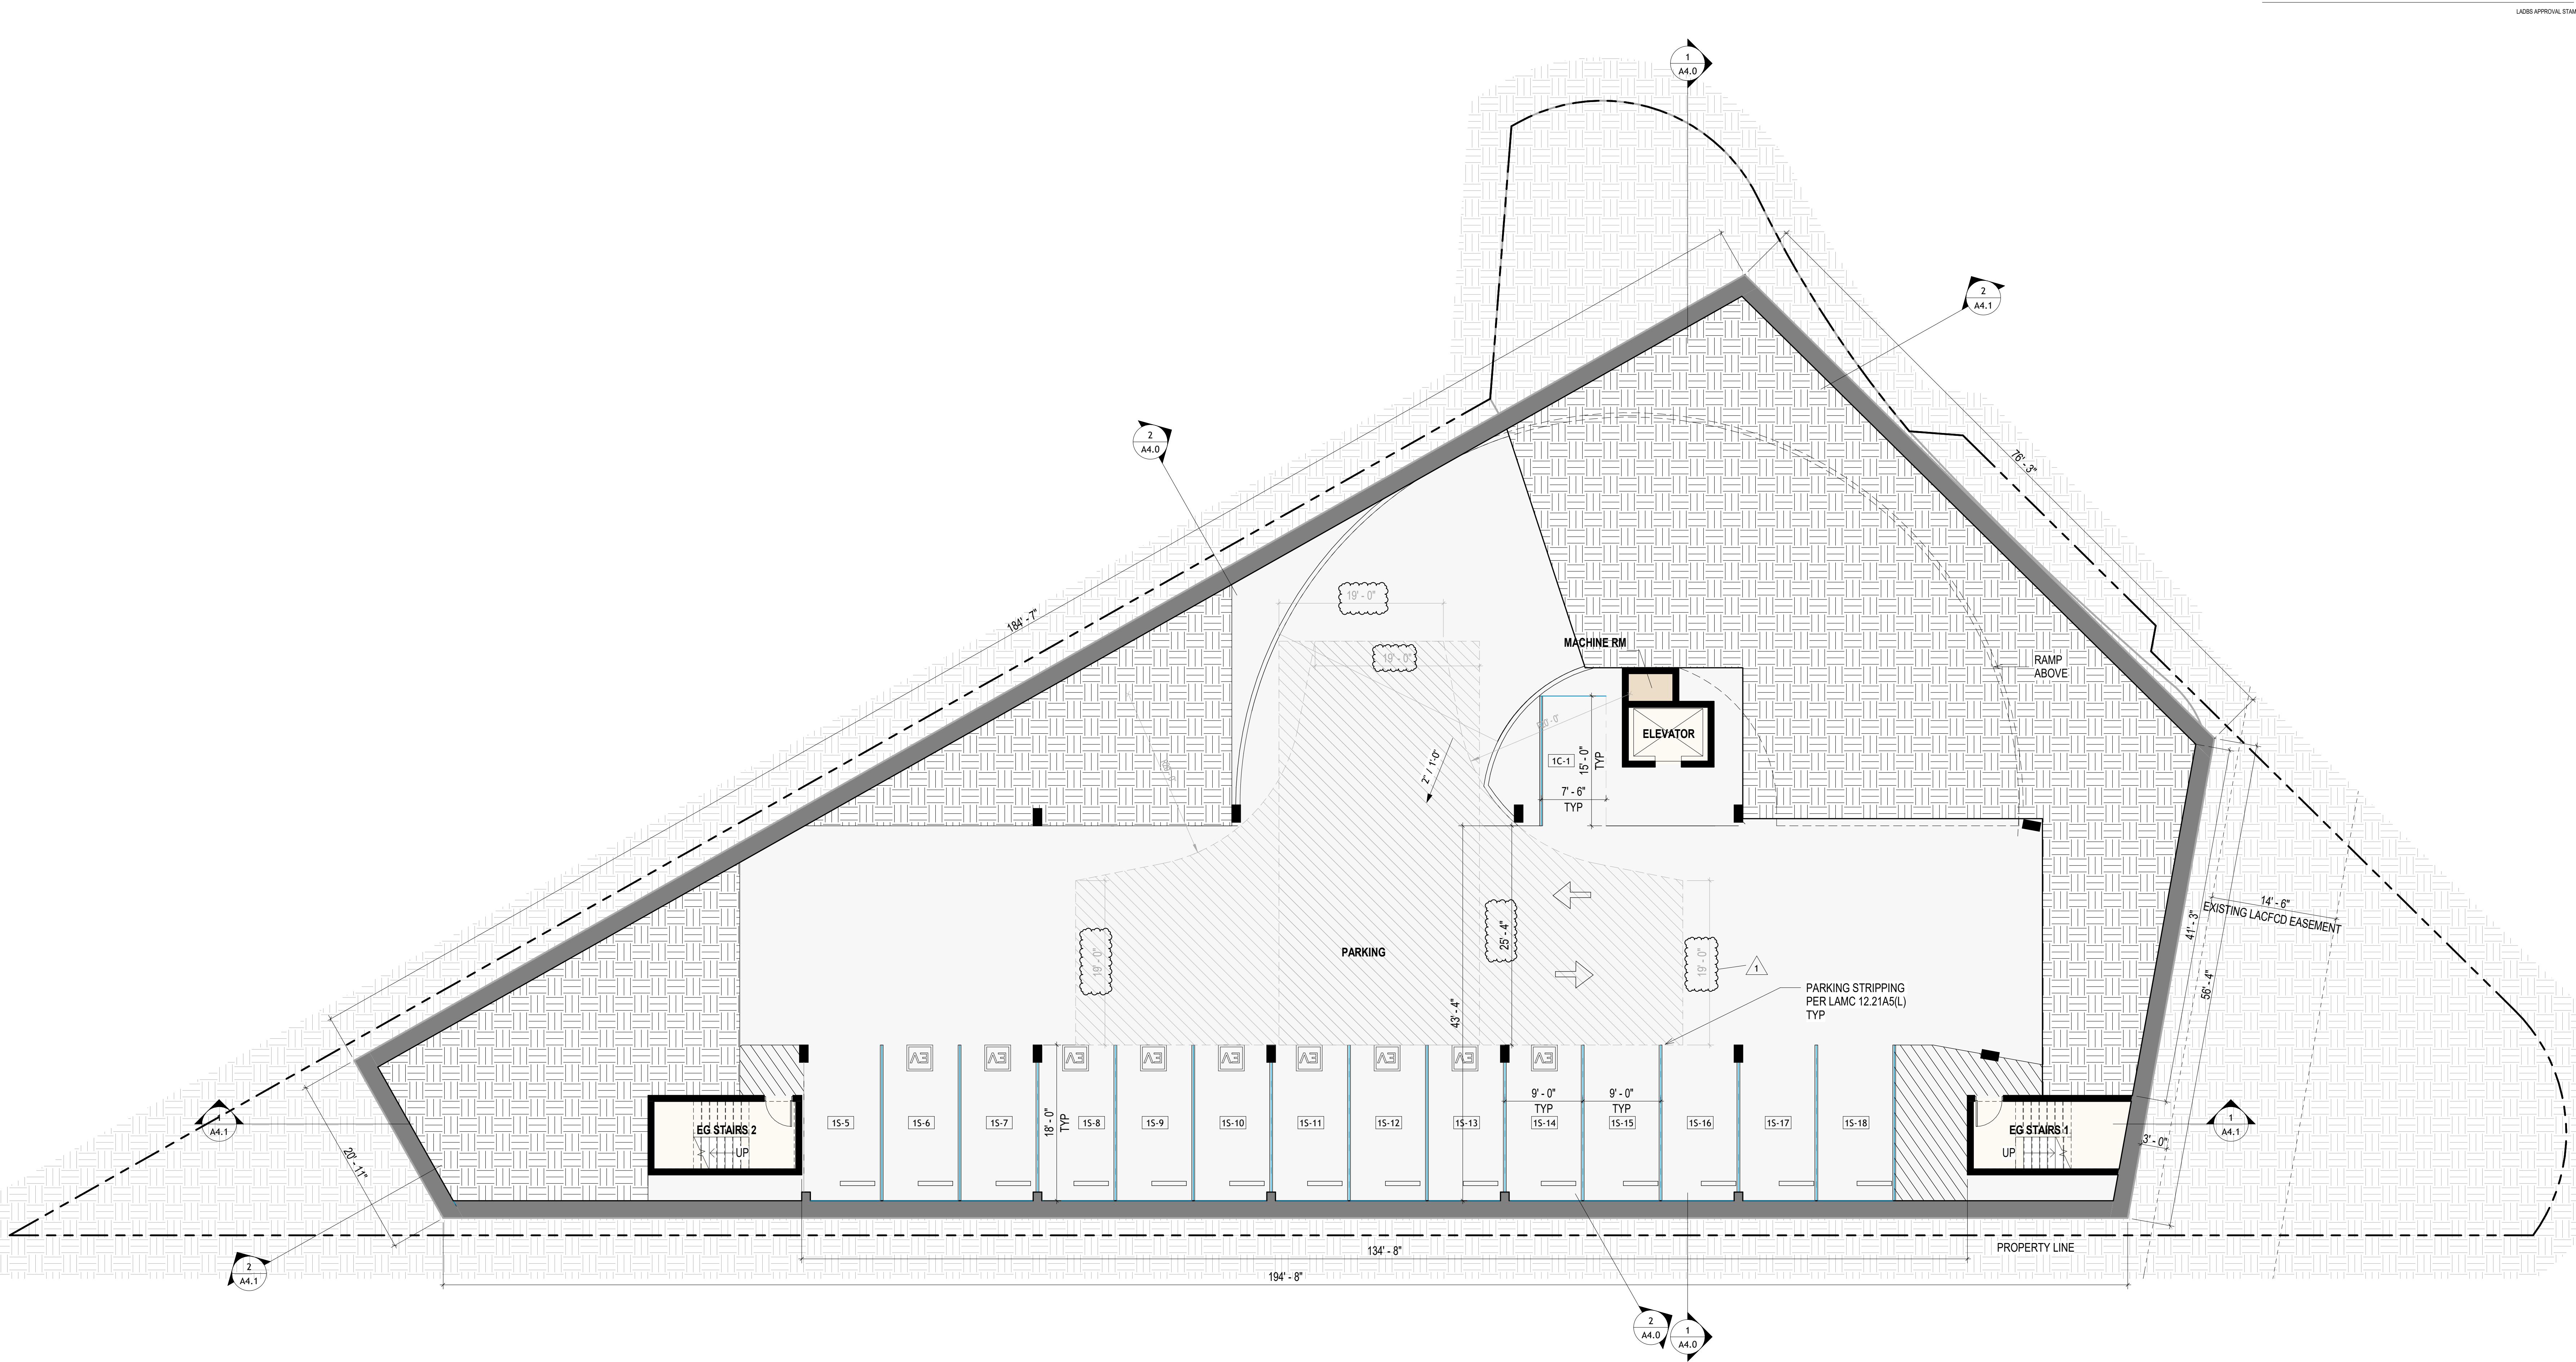 LADBS APPROVAL STAM
1
A4.0
2
A4.1
2
A4.0
76' - 3"
184' - 7"
19' - 0"
19' - 0"
MACHINE RM
RAMP
ABOVE
ELEVATOR
2" / 1'-0"
1C-1
15' - 0"
TYP
7' - 6"
TYP
14' - 6"
EXISTING LACFCD EASEMENT
41' - 3"
56' - 4"
25' - 4"
PARKING
19' - 0"
19' - 0"
1
43' - 4"
PARKING STRIPPING
PER LAMC 12.21A5(L)
TYP
EV
EV
EV
EV
EV
EV
EV
EV
EV
9' - 0"
TYP
9' - 0"
TYP
18' - 0"
TYP
1S-5
1S-6
1S-7
1S-8
1S-9
1S-10
1S-11
1S-12
1S-13
1S-14
1S-15
1S-16
1S-17
1S-18
1
A4.1
EG STAIRS 2
UP
EG STAIRS 1
UP
3' - 0"
1
A4.1
20' - 11"
2
A4.1
134' - 8"
PROPERTY LINE
194' - 8"
2
A4.0
1
A4.0